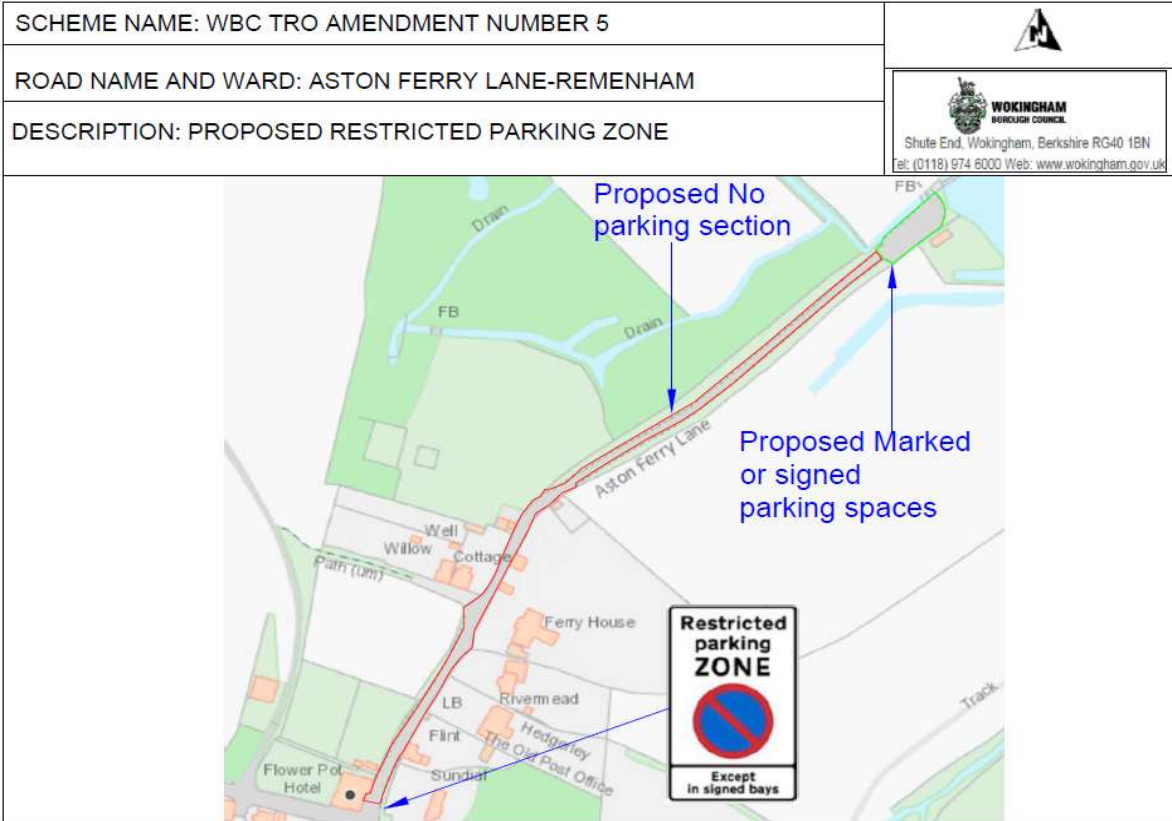 SCHEME NAME: WBC TRO AMENDMENT NUMBER 5
ROAD NAME AND WARD: ASTON FERRY LANE-REMENHAM
DESCRIPTION: PROPOSED RESTRICTED PARKING ZONE
N
WOKINGHAM
BOROUGH COUNCIL
Shute End, Wokingham, Berkshire RG40 1BN
Tel: (0118) 974 6000 Web: www.wokingham.gov.uk
Proposed No
parking section
FB
Drain
FB
Drain
Aston Ferry Lane
Proposed Marked
or signed
parking spaces
Well
Willow
Cottage
Path (um)
Ferry House
Restricted
parking
ZONE
Except
in signed bays
Track
LB
Rivermead
Flint
Hedgerley
The Old Post Office
Sundial
Flower Pot
Hotel